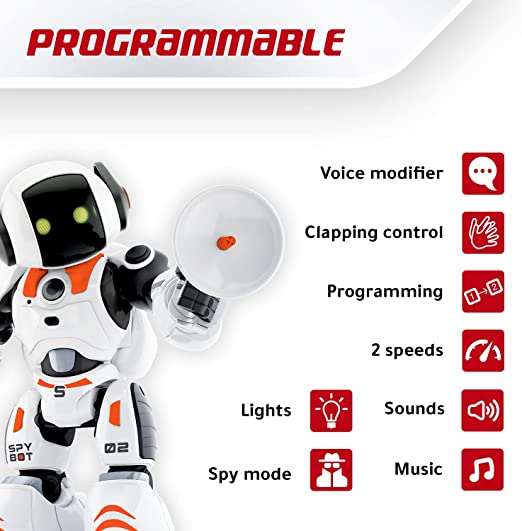 PROGRAMMABLE
Voice modifier
Clapping control
Programming
1 2
2 speeds
Lights
Sounds
Spy mode
Music
S
SPY
BOT
02